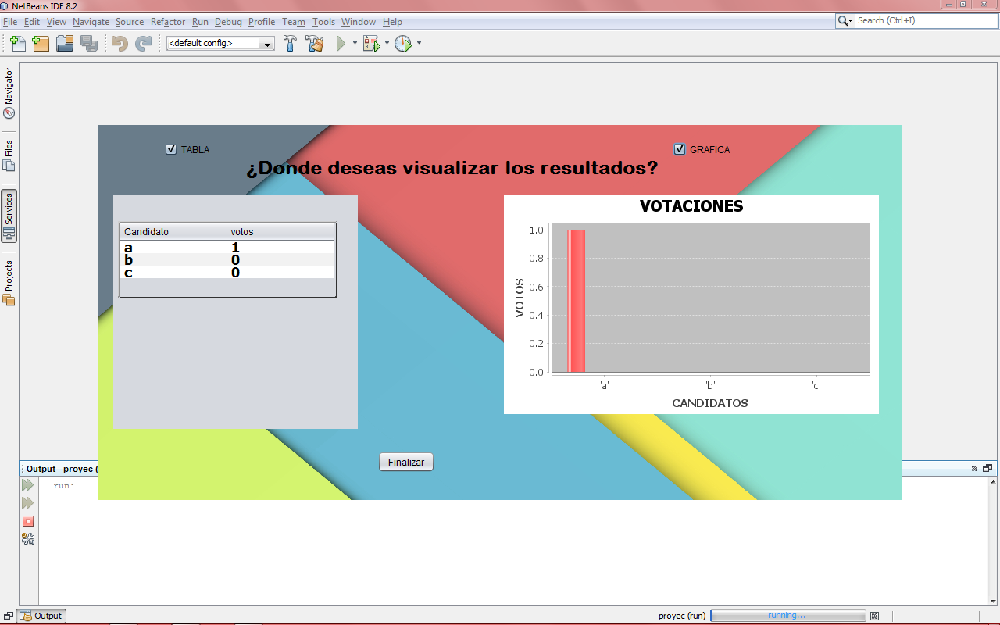 NetBeans IDE 8.2
File Edit View Navigate Source Refactor Run Debug Profile Team Tools Window Help
Search (Ctrl+I)
<default config>
Navigator
Files
Services
Projects
TABLA
GRAFICA
¿Donde deseas visualizar los resultados?
Candidato votos
a 1
b 0
c 0
VOTACIONES
1.0
0.8
0.6
0.4
0.2
0.0
VOTOS
'a' 'b' 'c'
CANDIDATOS
Finalizar
Output - proyec (
run:
Output
proyec (run) running...